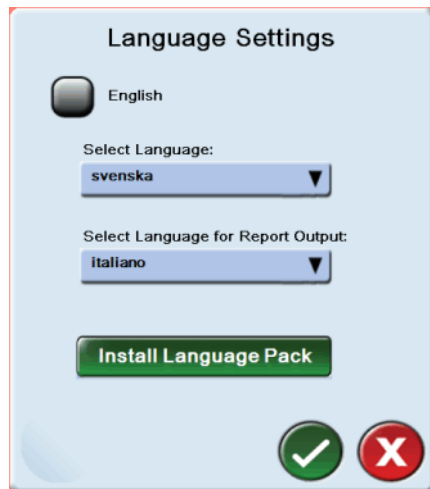 Language Settings
English
Select Language:
svenska
Select Language for Report Output:
italiano
Install Language Pack